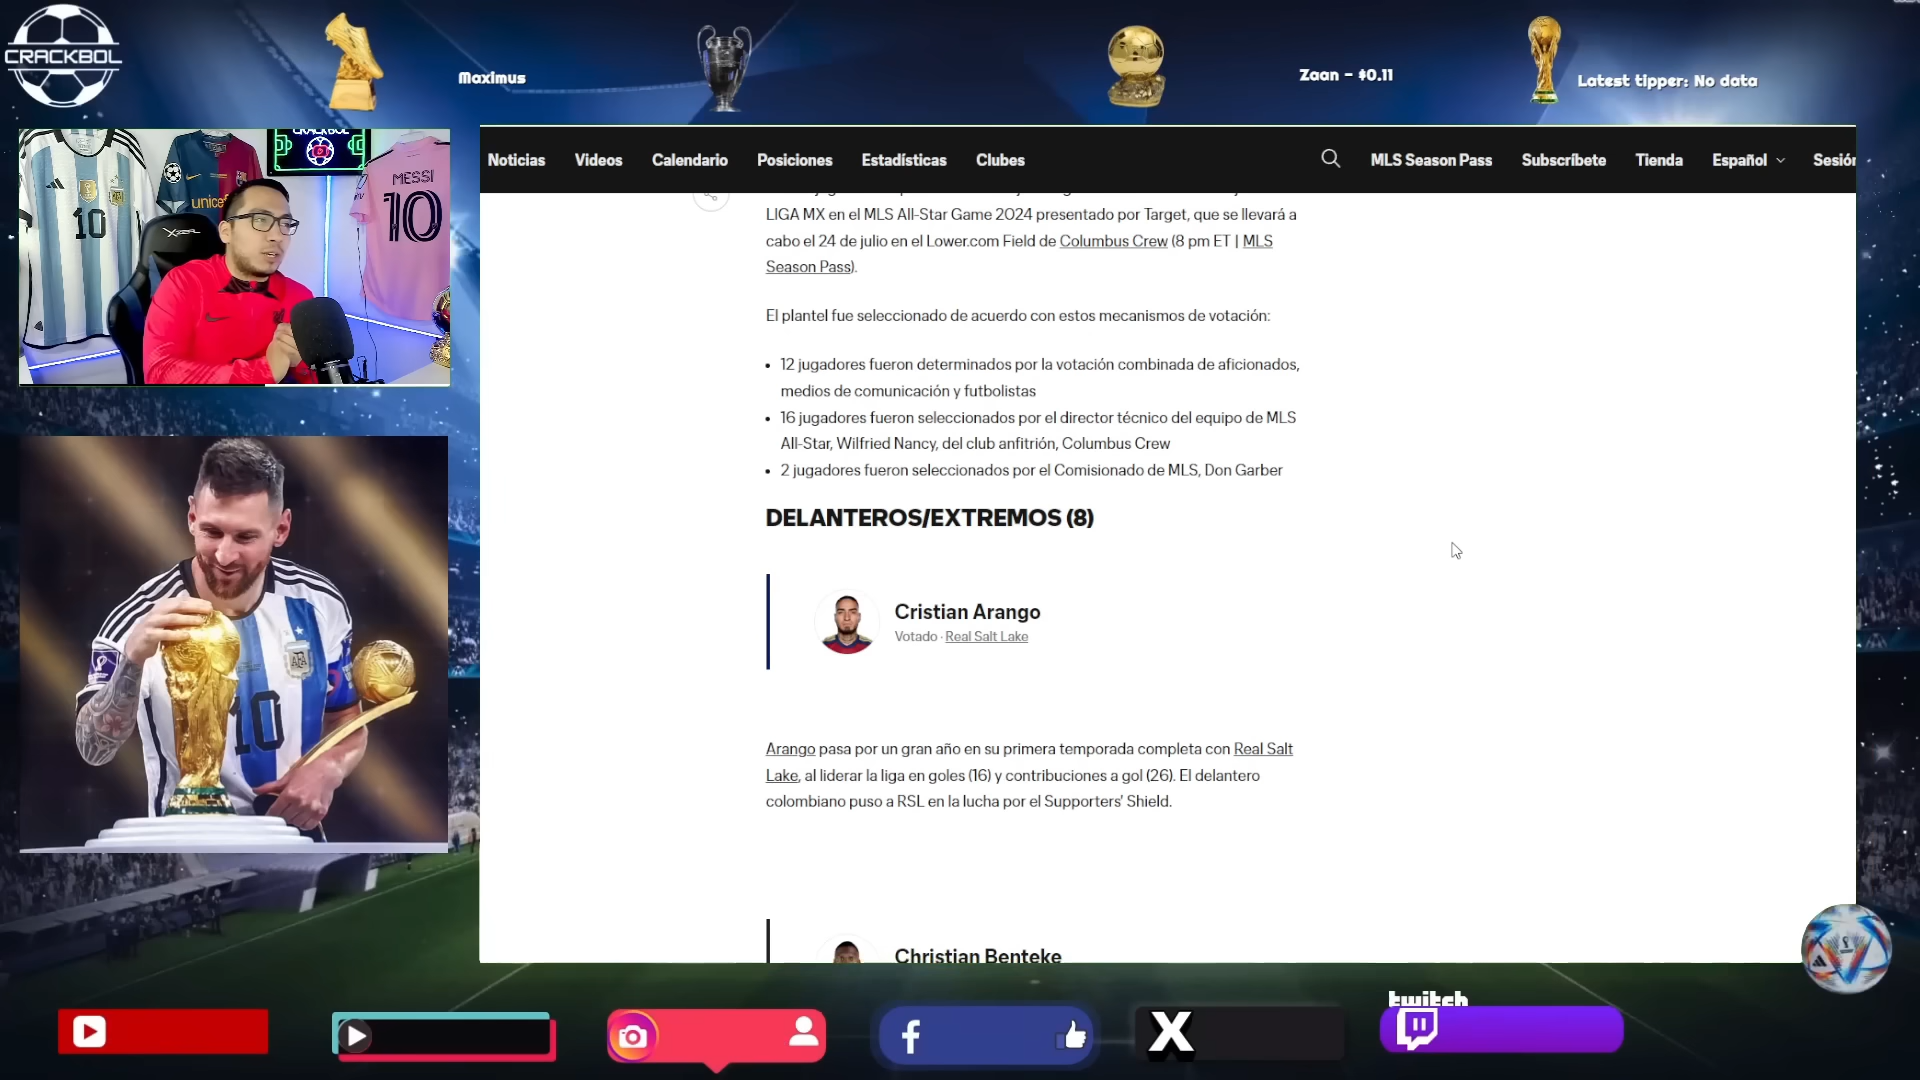 CRACKBOL
Maximus
Zaan - $0.11
Latest tipper: No data
CRACKBOL
10
unicef
MESSI
10
Noticias Videos Calendario Posiciones Estadísticas Clubes MLS Season Pass Subscríbete Tienda Español Sesión
LIGA MX en el MLS All-Star Game 2024 presentado por Target, que se llevará a
cabo el 24 de julio en el Lower.com Field de Columbus Crew (8 pm ET | MLS
Season Pass).
El plantel fue seleccionado de acuerdo con estos mecanismos de votación:
• 12 jugadores fueron determinados por la votación combinada de aficionados,
medios de comunicación y futbolistas
• 16 jugadores fueron seleccionados por el director técnico del equipo de MLS
All-Star, Wilfried Nancy, del club anfitrión, Columbus Crew
• 2 jugadores fueron seleccionados por el Comisionado de MLS, Don Garber
DELANTEROS/EXTREMOS (8)
Cristian Arango
Votado · Real Salt Lake
Arango pasa por un gran año en su primera temporada completa con Real Salt
Lake, al liderar la liga en goles (16) y contribuciones a gol (26). El delantero
colombiano puso a RSL en la lucha por el Supporters' Shield.
Christian Benteke
AFA
10
twitch